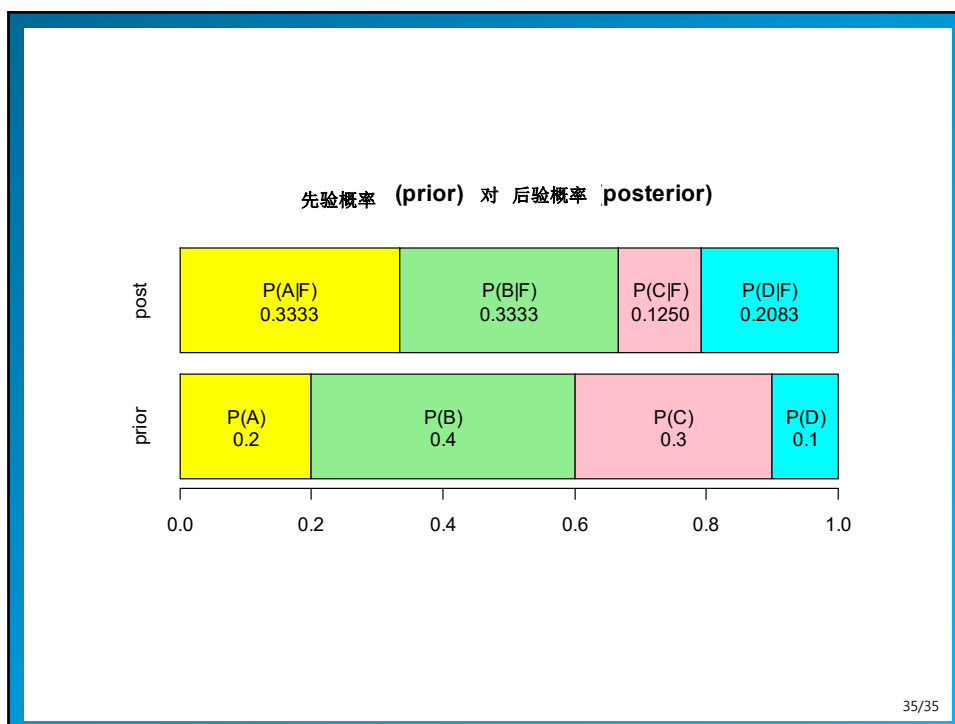 先验概率 (prior) 对 后验概率 posterior)
post
P(A|F) P(B|F) P(C|F) P(D|F)
0.3333 0.3333 0.1250 0.2083
prior
P(A) P(B) P(C) P(D)
0.2 0.4 0.3 0.1
0.0 0.2 0.4 0.6 0.8 1.0
35/35